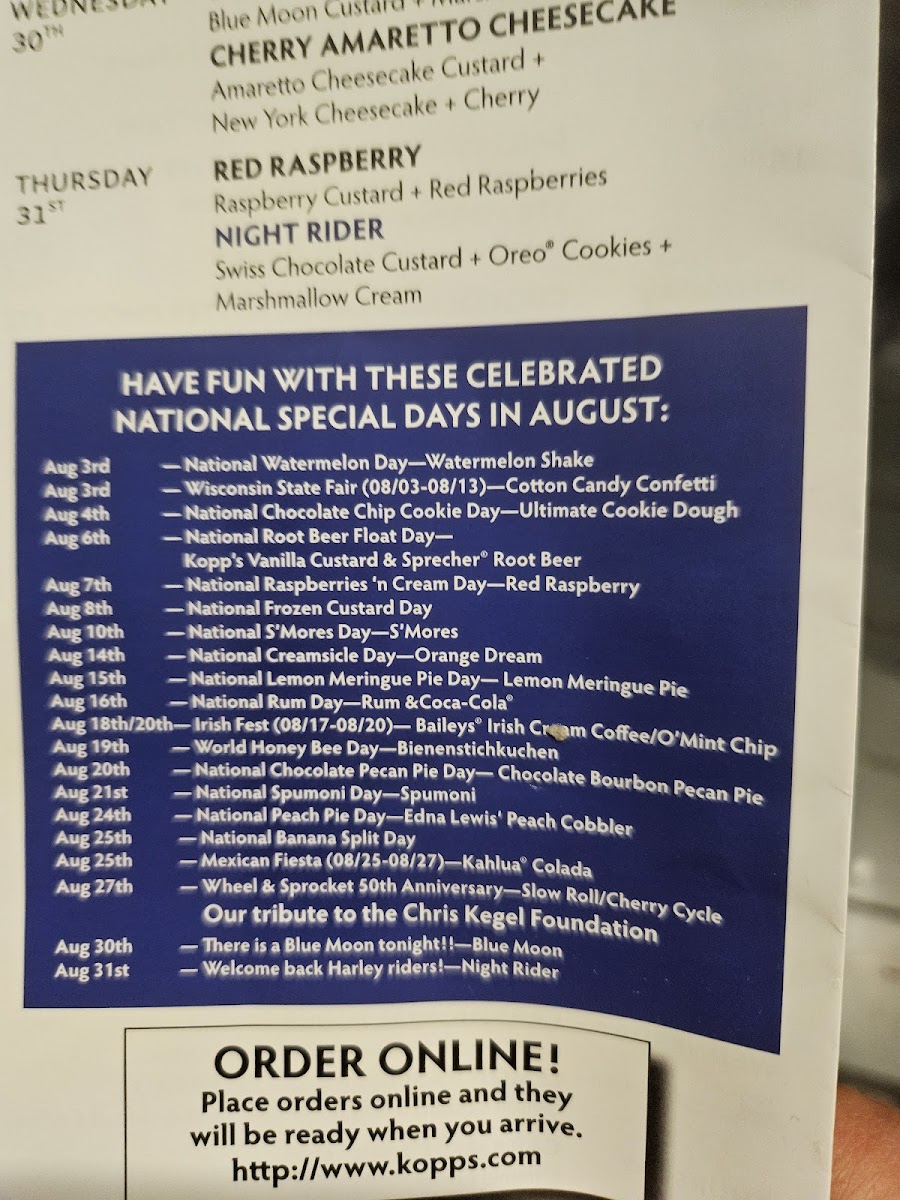 WEDNESDAY
30TH
Blue Moon Custard +
CHERRY AMARETTO CHEESECAKE
Amaretto Cheesecake Custard +
New York Cheesecake + Cherry
THURSDAY
31ST
RED RASPBERRY
Raspberry Custard + Red Raspberries
NIGHT RIDER
Swiss Chocolate Custard + Oreo® Cookies +
Marshmallow Cream
HAVE FUN WITH THESE CELEBRATED
NATIONAL SPECIAL DAYS IN AUGUST:
Aug 3rd — National Watermelon Day—Watermelon Shake
Aug 3rd — Wisconsin State Fair (08/03-08/13)—Cotton Candy Confetti
Aug 4th — National Chocolate Chip Cookie Day—Ultimate Cookie Dough
Aug 6th — National Root Beer Float Day—
Kopp's Vanilla Custard & Sprecher® Root Beer
Aug 7th — National Raspberries 'n Cream Day—Red Raspberry
Aug 8th — National Frozen Custard Day
Aug 10th — National S'Mores Day—S'Mores
Aug 14th — National Creamsicle Day—Orange Dream
Aug 15th — National Lemon Meringue Pie Day— Lemon Meringue Pie
Aug 16th — National Rum Day—Rum &Coca-Cola®
Aug 18th/20th— Irish Fest (08/17-08/20)— Baileys® Irish Cream Coffee/O'Mint Chip
Aug 19th — World Honey Bee Day—Bienenstichkuchen
Aug 20th — National Chocolate Pecan Pie Day— Chocolate Bourbon Pecan Pie
Aug 21st — National Spumoni Day—Spumoni
Aug 24th — National Peach Pie Day—Edna Lewis' Peach Cobbler
Aug 25th — National Banana Split Day
Aug 25th — Mexican Fiesta (08/25-08/27)—Kahlua® Colada
Aug 27th — Wheel & Sprocket 50th Anniversary—Slow Roll/Cherry Cycle
Our tribute to the Chris Kegel Foundation
Aug 30th — There is a Blue Moon tonight!!—Blue Moon
Aug 31st — Welcome back Harley riders!—Night Rider
ORDER ONLINE!
Place orders online and they
will be ready when you arrive.
http://www.kopps.com